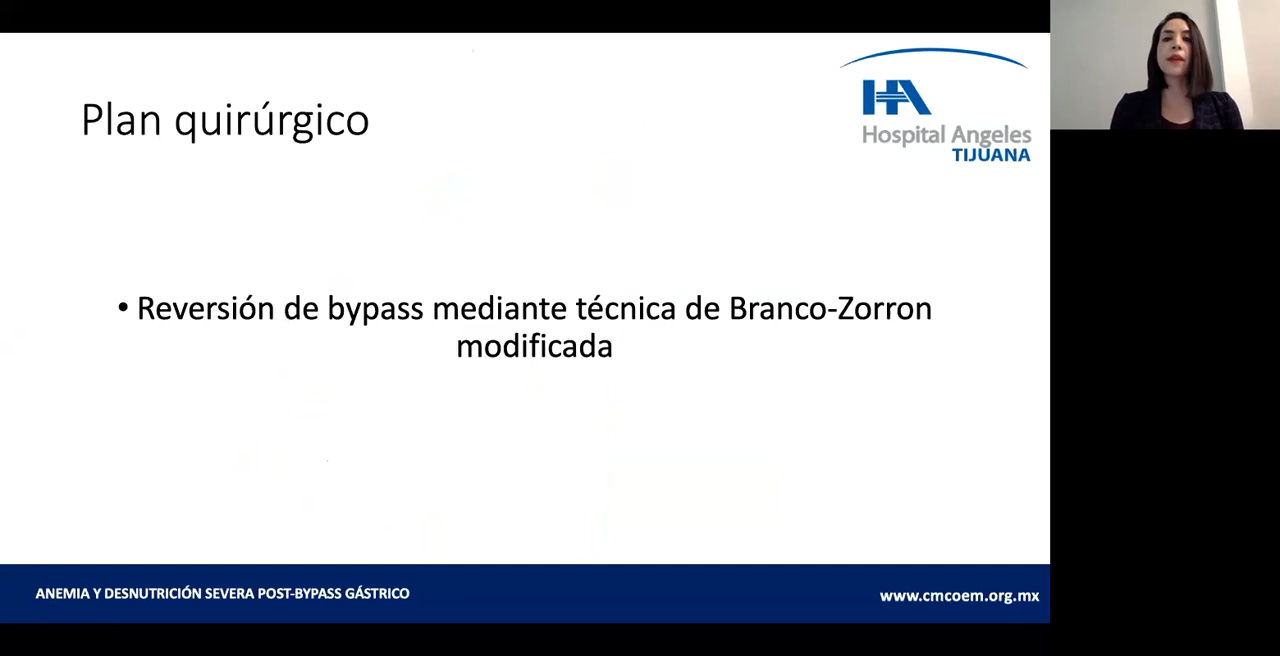 Plan quirúrgico
HA
Hospital Angeles
TIJUANA
• Reversión de bypass mediante técnica de Branco-Zorron
modificada
ANEMIA Y DESNUTRICIÓN SEVERA POST-BYPASS GÁSTRICO
www.cmcoem.org.mx